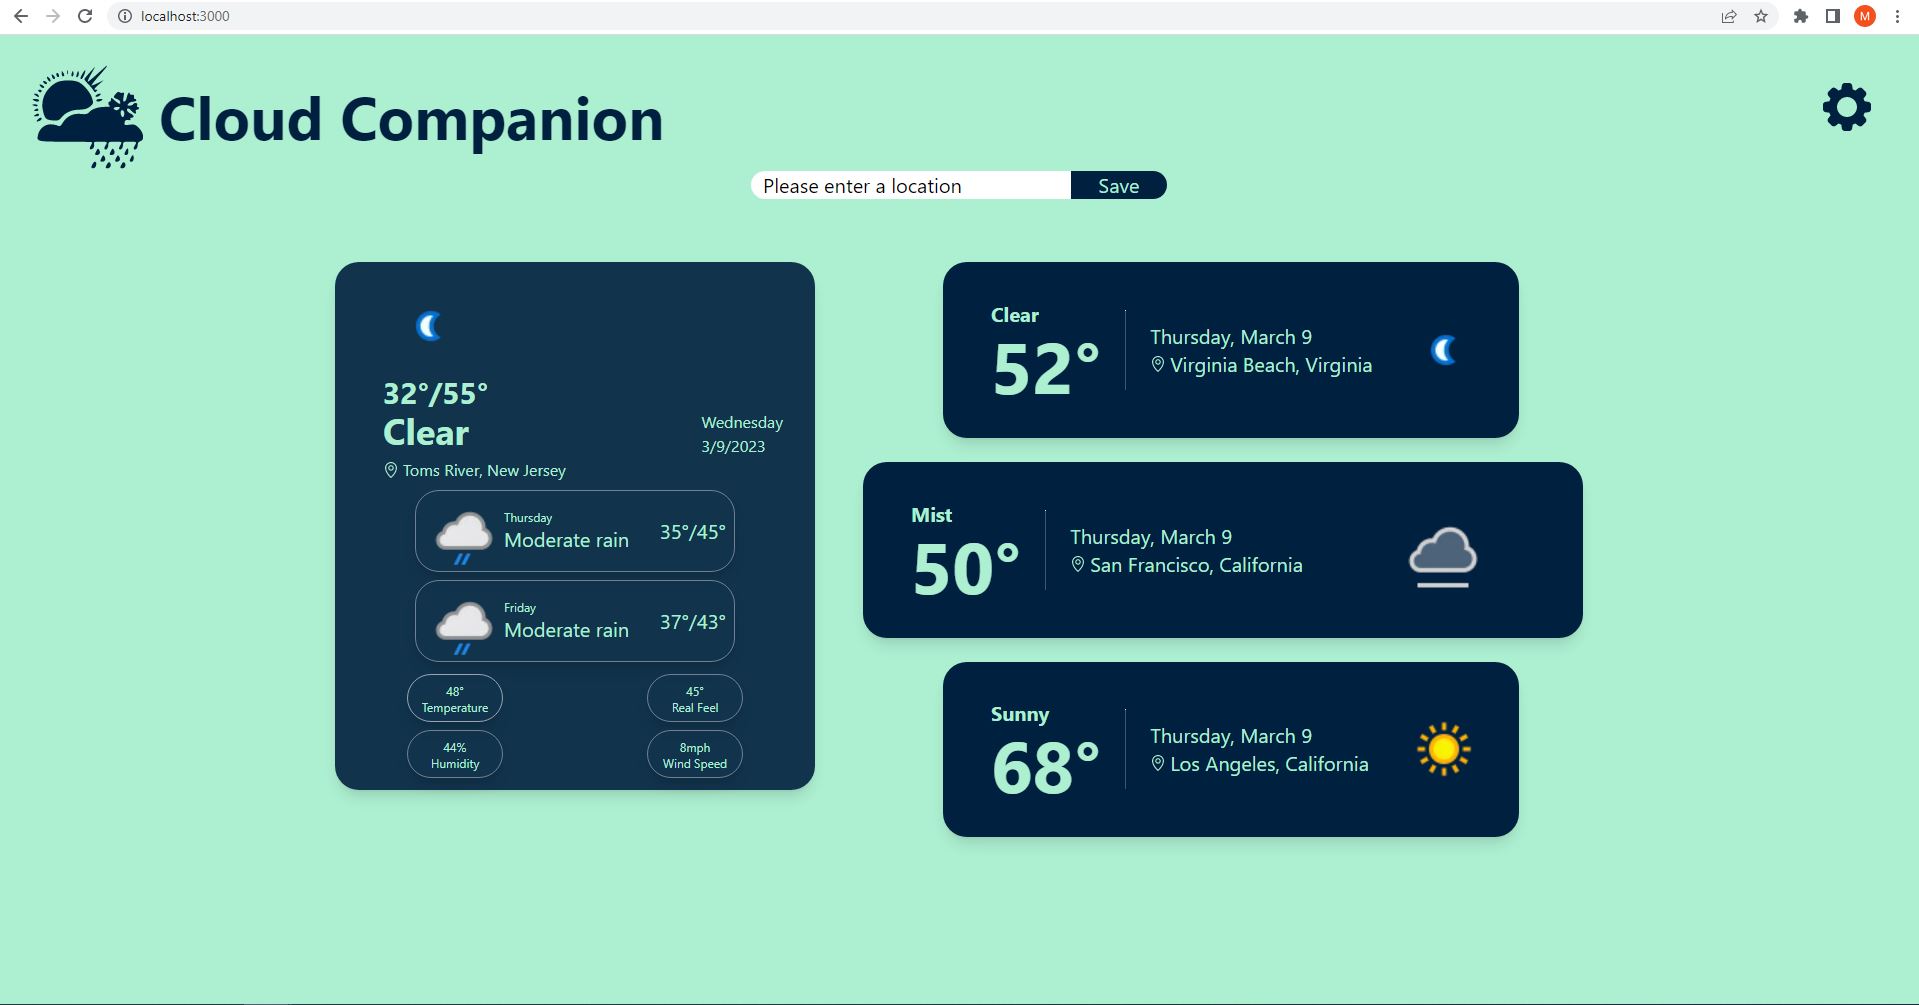 localhost:3000
M
Cloud Companion
Please enter a location
Save
32°/55°
Clear
Toms River, New Jersey
Wednesday
3/9/2023
Thursday
Moderate rain
35°/45°
Friday
Moderate rain
37°/43°
48°
Temperature
45°
Real Feel
44%
Humidity
8mph
Wind Speed
Clear
52°
Thursday, March 9
Virginia Beach, Virginia
Mist
50°
Thursday, March 9
San Francisco, California
Sunny
68°
Thursday, March 9
Los Angeles, California